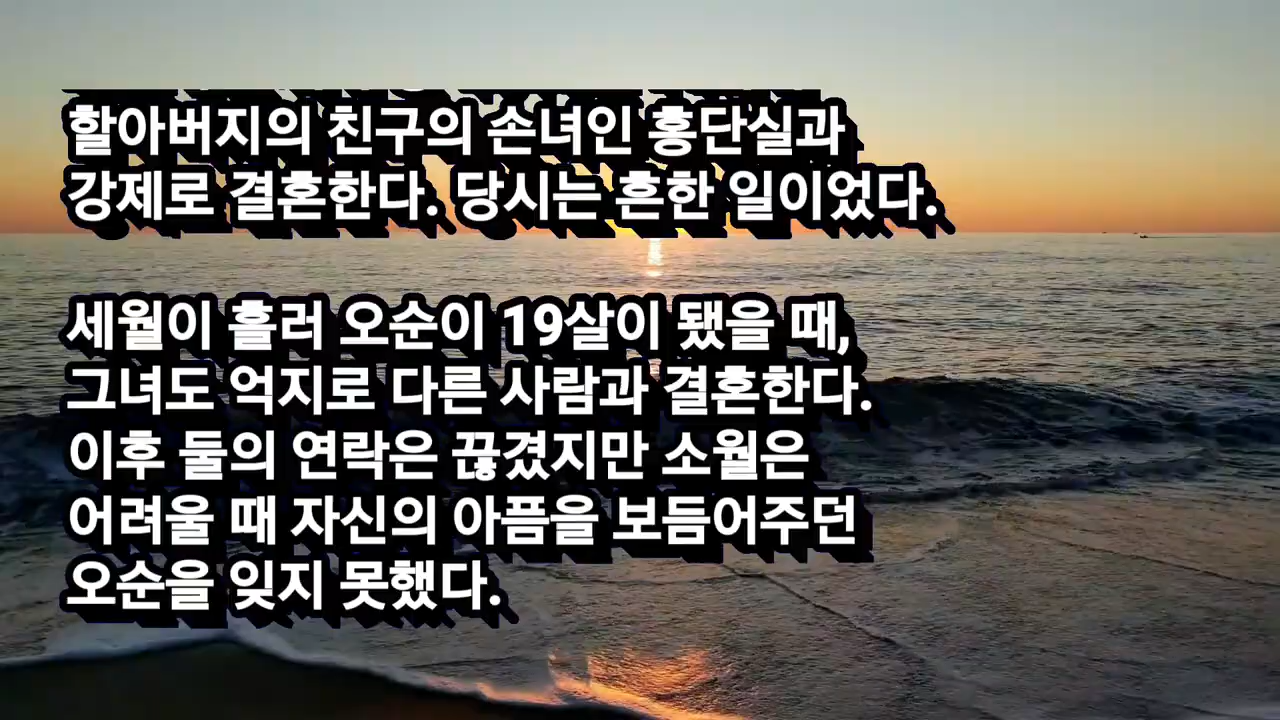 할아버지의 친구의 손녀인 홍단실과
강제로 결혼한다. 당시는 흔한 일이었다.
세월이 흘러 오순이 19살이 됐을 때,
그녀도 억지로 다른 사람과 결혼한다.
이후 둘의 연락은 끊겼지만 소월은
어려울 때 자신의 아픔을 보듬어주던
오순을 잊지 못했다.